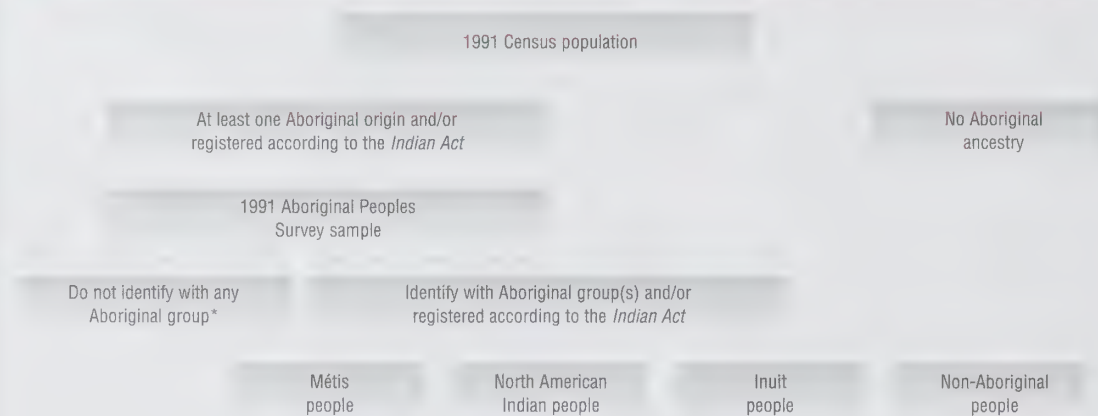 1991 Census population
At least one Aboriginal origin and/or
registered according to the Indian Act
No Aboriginal
ancestry
1991 Aboriginal Peoples
Survey sample
Do not identify with any
Aboriginal group*
Identify with Aboriginal group(s) and/or
registered according to the Indian Act
Métis
people
North American
Indian people
Inuit
people
Non-Aboriginal
people